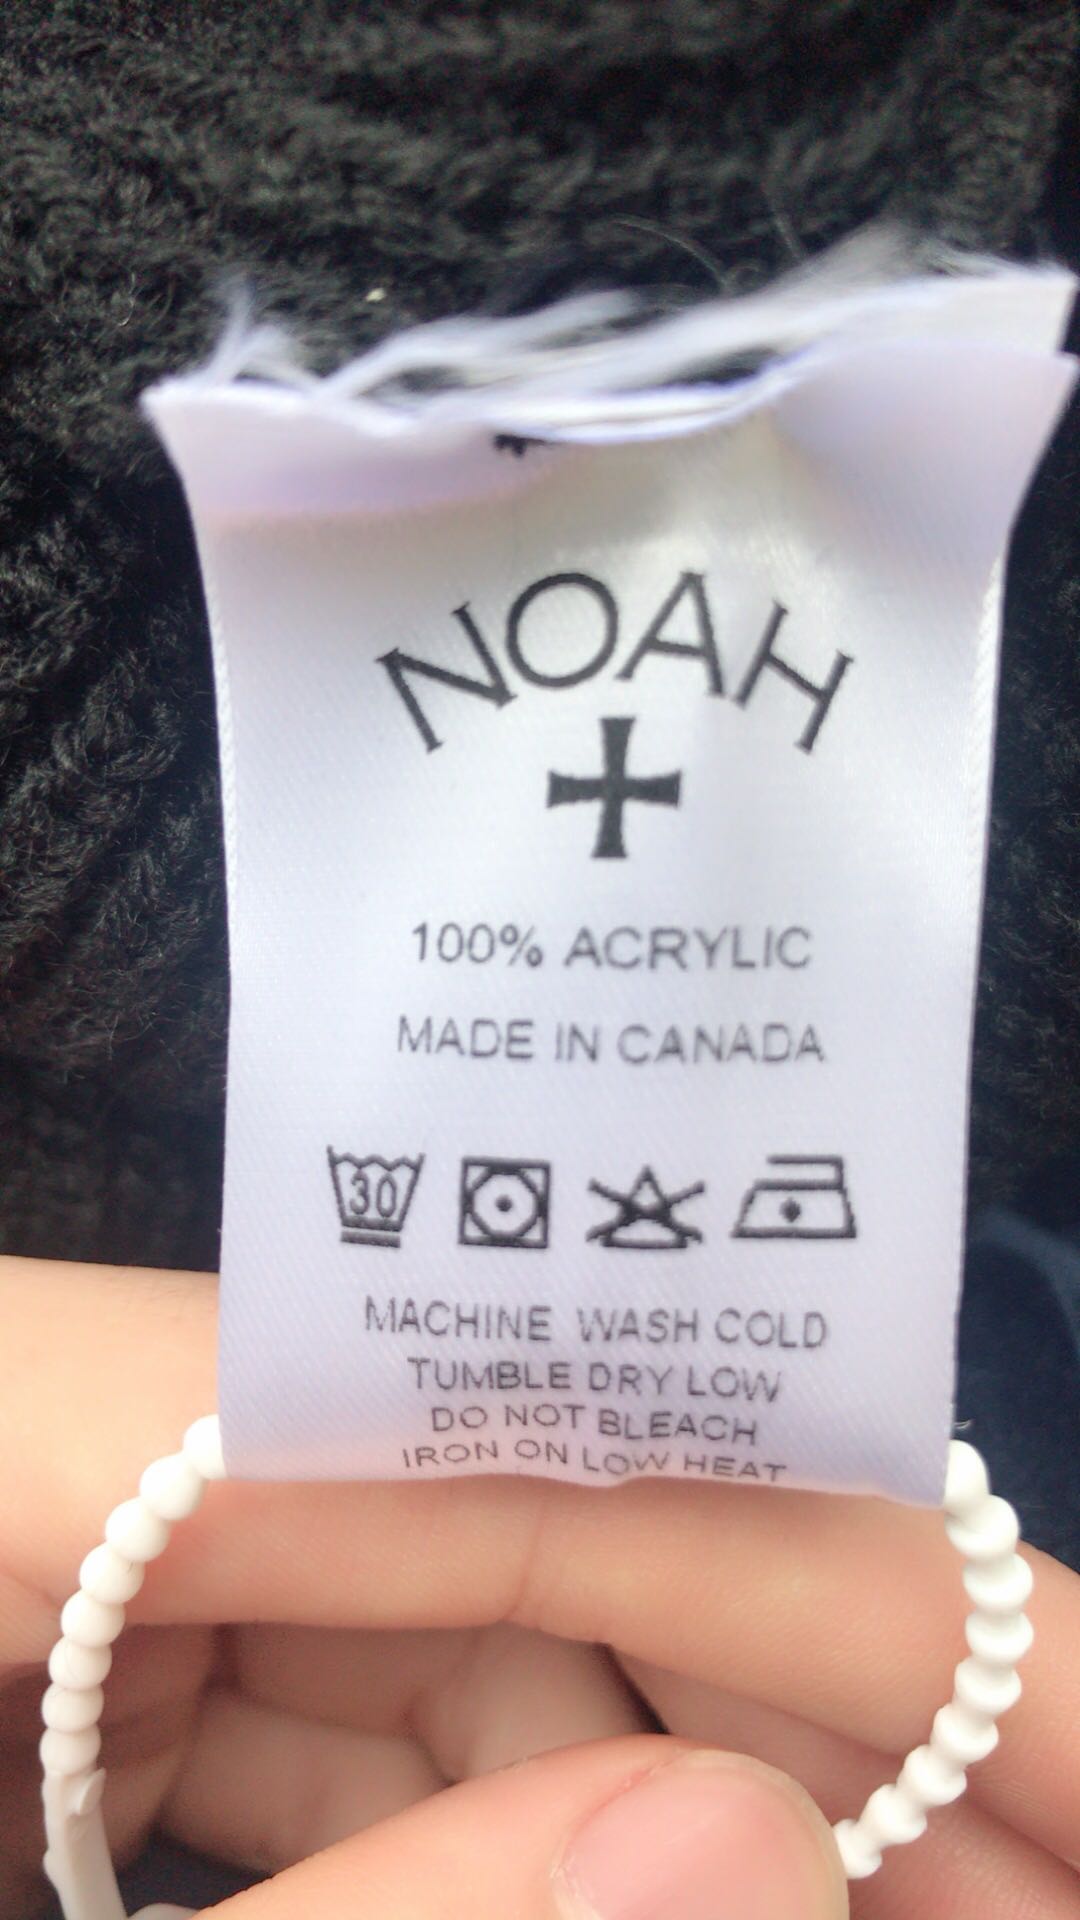 NOAH
100% ACRYLIC
MADE IN CANADA
30
MACHINE WASH COLD
TUMBLE DRY LOW
DO NOT BLEACH
IRON ON LOW HEAT